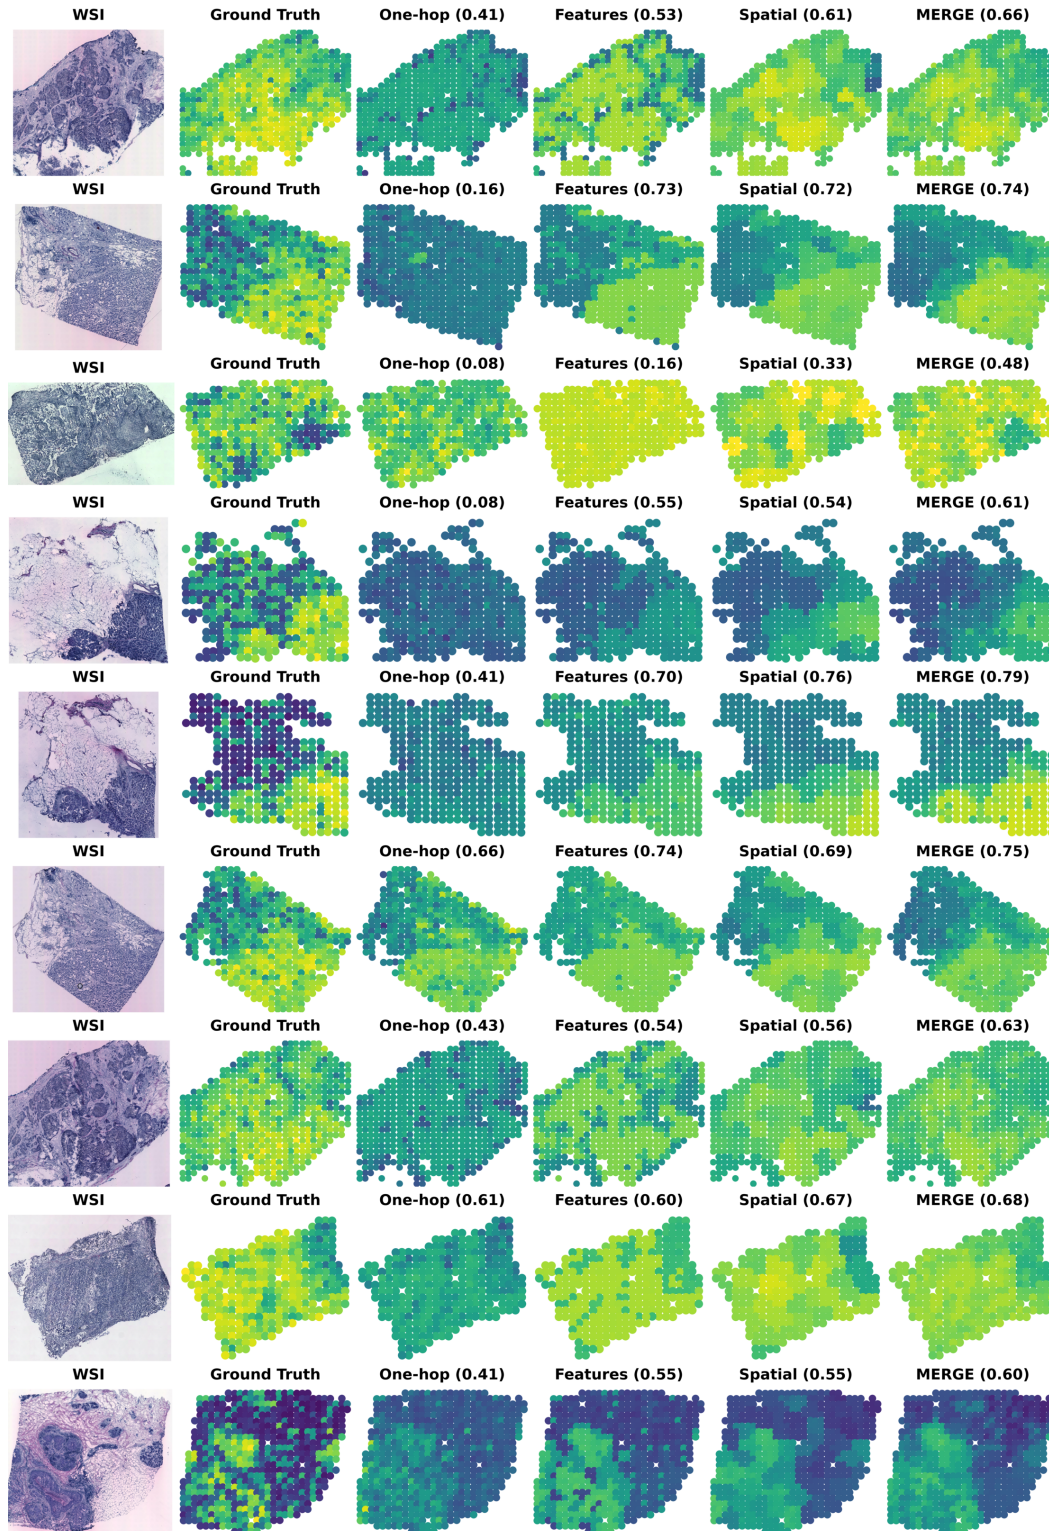 WSI Ground Truth One-hop (0.41) Features (0.53) Spatial (0.61) MERGE (0.66)
WSI Ground Truth One-hop (0.16) Features (0.73) Spatial (0.72) MERGE (0.74)
WSI Ground Truth One-hop (0.08) Features (0.16) Spatial (0.33) MERGE (0.48)
WSI Ground Truth One-hop (0.08) Features (0.55) Spatial (0.54) MERGE (0.61)
WSI Ground Truth One-hop (0.41) Features (0.70) Spatial (0.76) MERGE (0.79)
WSI Ground Truth One-hop (0.66) Features (0.74) Spatial (0.69) MERGE (0.75)
WSI Ground Truth One-hop (0.43) Features (0.54) Spatial (0.56) MERGE (0.63)
WSI Ground Truth One-hop (0.61) Features (0.60) Spatial (0.67) MERGE (0.68)
WSI Ground Truth One-hop (0.41) Features (0.55) Spatial (0.55) MERGE (0.60)